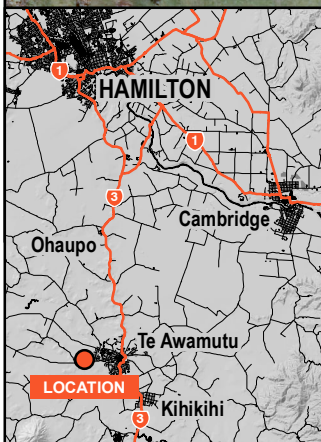 1
HAMILTON
1
3
Cambridge
Ohaupo
Te Awamutu
LOCATION
Kihikihi
3